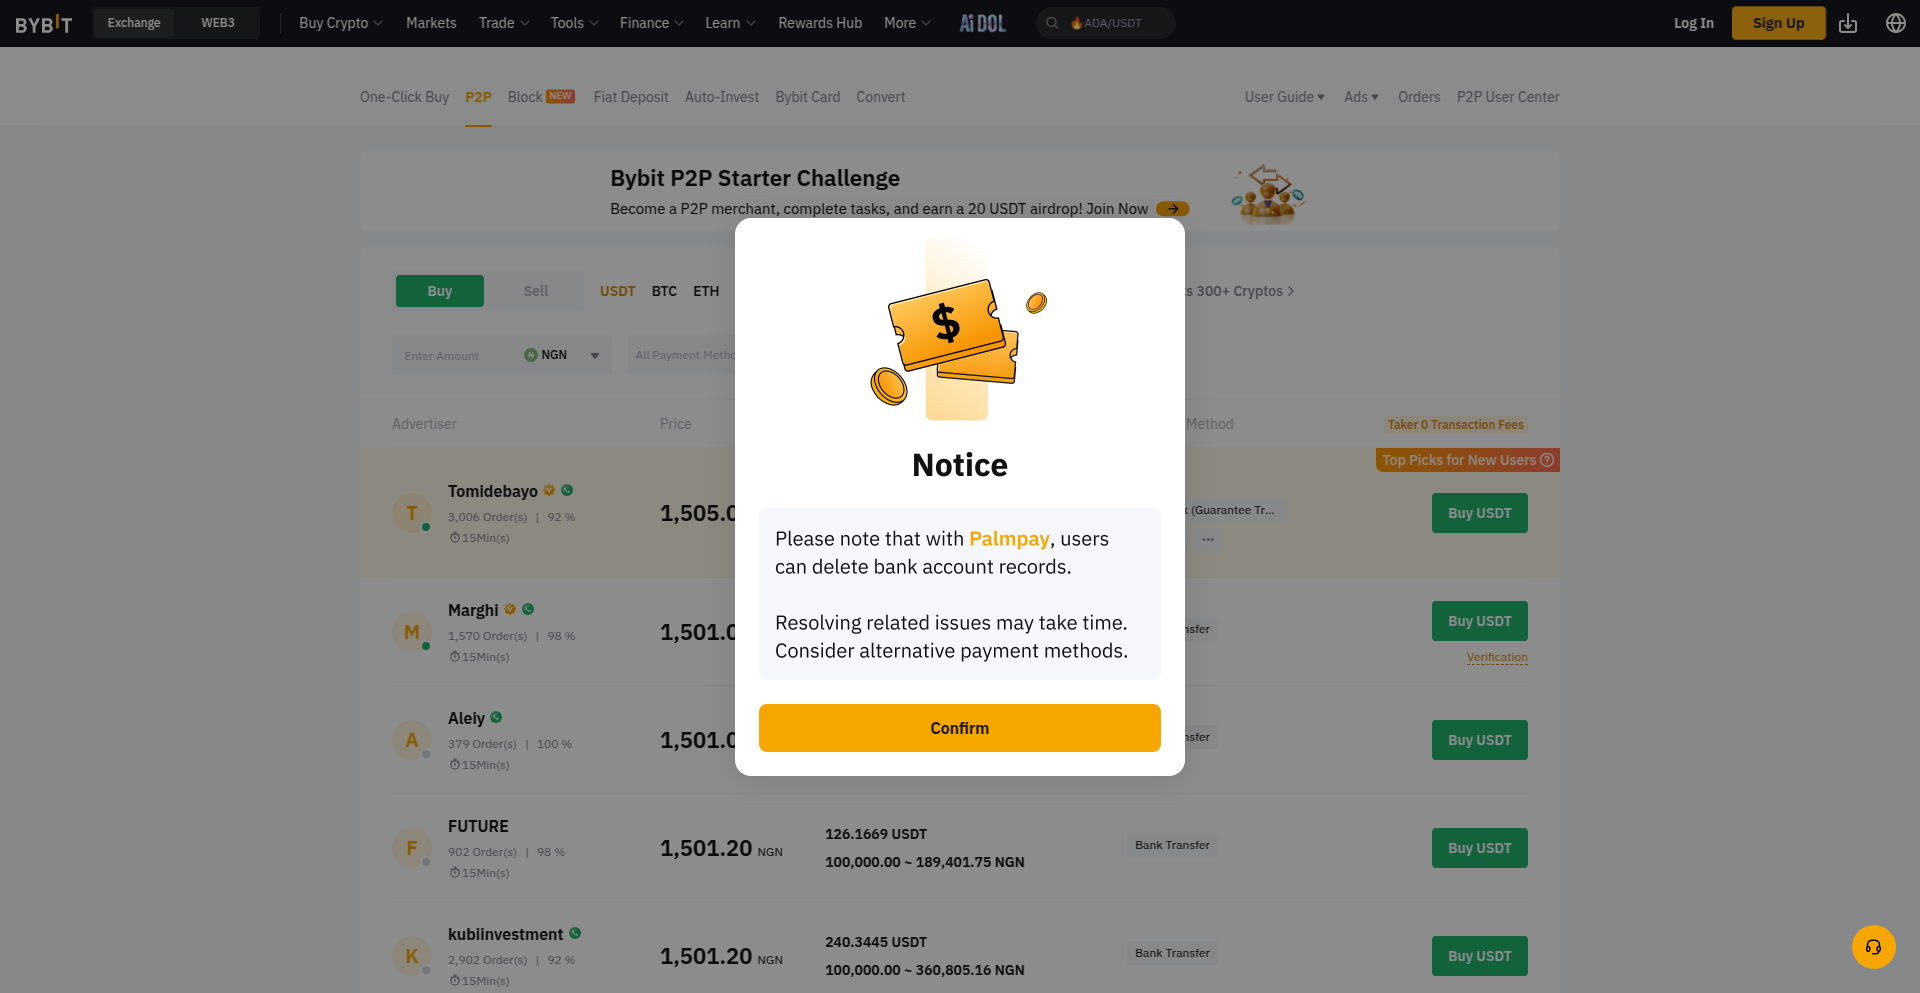 BYBIT Exchange WEB3 Buy Crypto Markets Trade Tools Finance Learn Rewards Hub More AI DOL ADA/USDT Log In Sign Up
One-Click Buy P2P Block NEW Fiat Deposit Auto-Invest Bybit Card Convert User Guide Ads Orders P2P User Center
Bybit P2P Starter Challenge
Become a P2P merchant, complete tasks, and earn a 20 USDT airdrop! Join Now
Buy Sell USDT BTC ETH 300+ Cryptos
Enter Amount NGN All Payment
Advertiser Price Method Taker 0 Transaction Fees
Top Picks for New Users
Tomidebayo
3,006 Order(s) | 92 %
15Min(s)
1,505.0
(Guarantee Tr...
...
Buy USDT
Marghi
1,570 Order(s) | 98 %
15Min(s)
1,501.0
Buy USDT
Verification
Aleiy
379 Order(s) | 100 %
15Min(s)
1,501.0
Buy USDT
FUTURE
902 Order(s) | 98 %
15Min(s)
1,501.20 NGN
126.1669 USDT
100,000.00 ~ 189,401.75 NGN
Bank Transfer
Buy USDT
kubiinvestment
2,902 Order(s) | 92 %
15Min(s)
1,501.20 NGN
240.3445 USDT
100,000.00 ~ 360,805.16 NGN
Bank Transfer
Buy USDT
$
Notice
Please note that with Palmpay, users
can delete bank account records.
Resolving related issues may take time.
Consider alternative payment methods.
Confirm